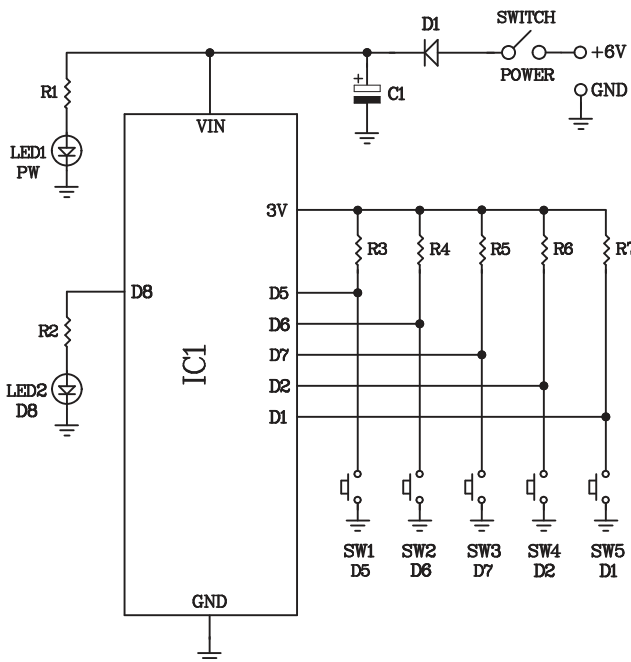 SWITCH
D1
+6V
POWER
GND
+
C1
R1
LED1
PW
VIN
3V
R3
R4
R5
R6
R7
D8
D5
D6
D7
D2
D1
R2
LED2
D8
IC1
SW1
D5
SW2
D6
SW3
D7
SW4
D2
SW5
D1
GND